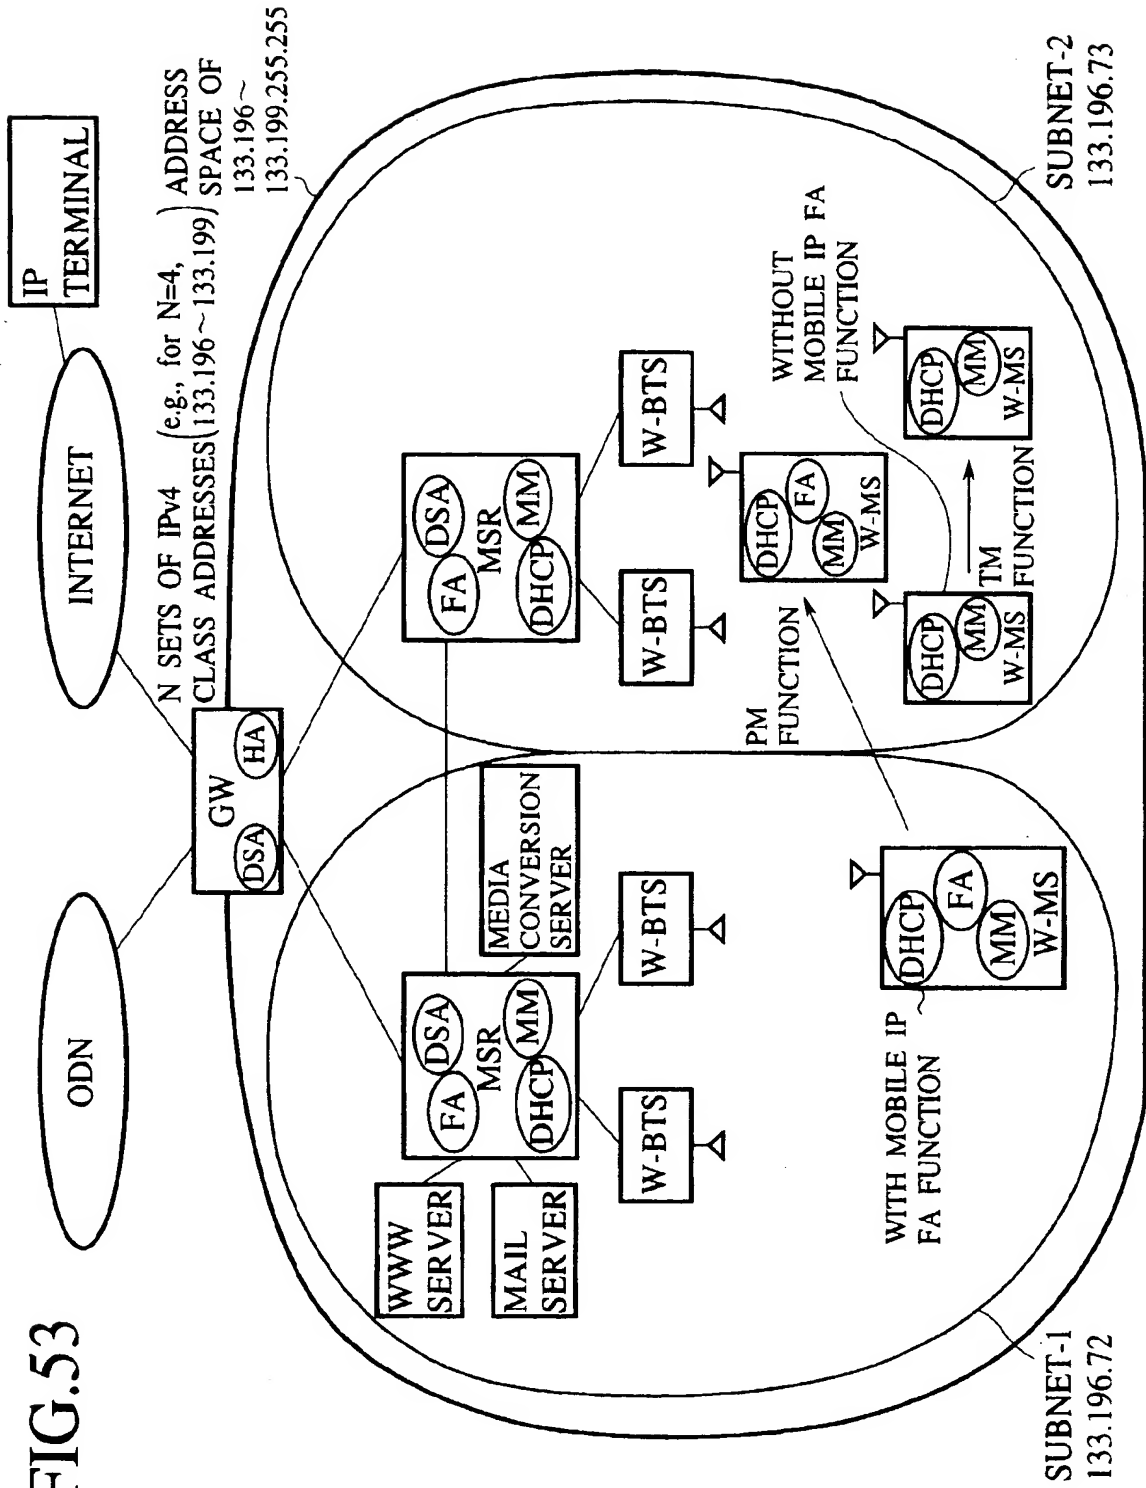 FIG.53
ODN
INTERNET
IP
TERMINAL
N SETS OF IPv4
CLASS ADDRESSES
(e.g., for N=4,
133.196~133.199)
ADDRESS
SPACE OF
133.196~
133.199.255.255
GW
DSA
HA
WWW
SERVER
MAIL
SERVER
FA
DSA
MSR
DHCP
MM
MEDIA
CONVERSION
SERVER
FA
DSA
MSR
DHCP
MM
W-BTS
W-BTS
W-BTS
W-BTS
WITH MOBILE IP
FA FUNCTION
DHCP
FA
MM
W-MS
PM
FUNCTION
DHCP
FA
MM
W-MS
WITHOUT
MOBILE IP FA
FUNCTION
DHCP
MM
W-MS
TM
FUNCTION
DHCP
MM
W-MS
SUBNET-1
133.196.72
SUBNET-2
133.196.73